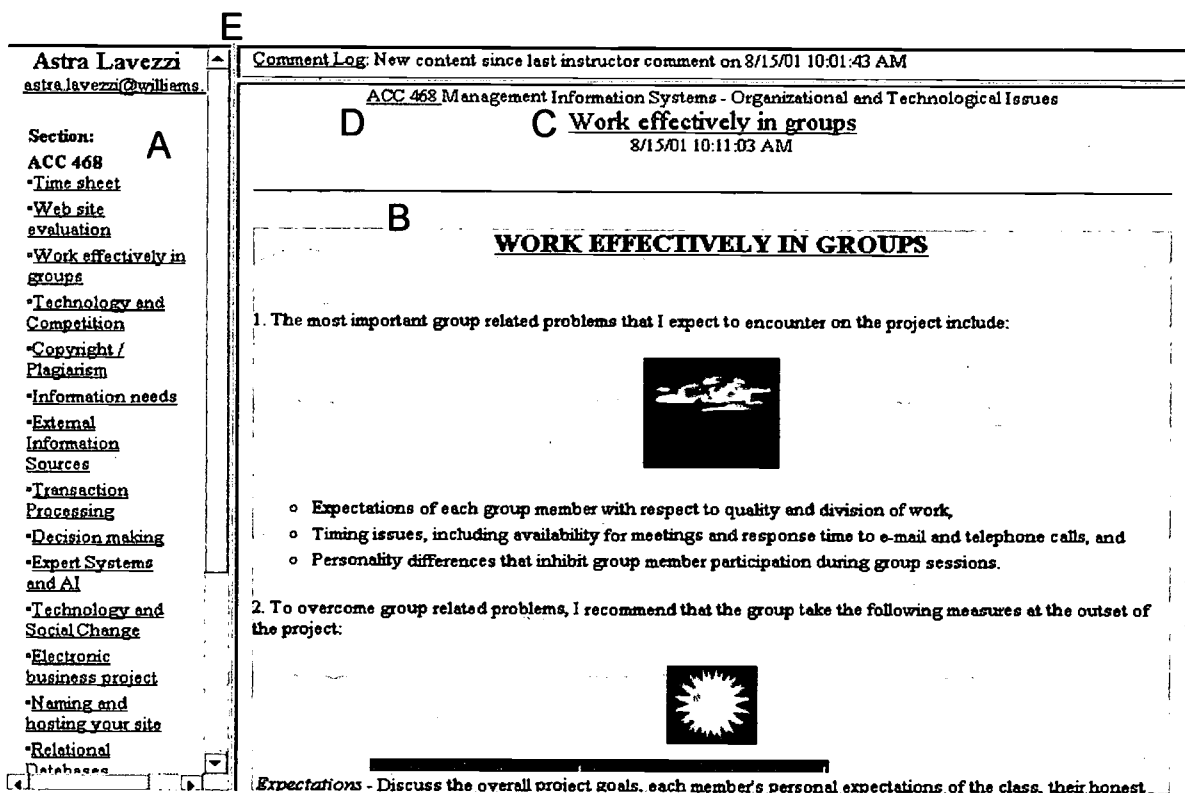 E
Astra Lavezzi
astra.lavezzi@williams.
Section:
A
ACC 468
▪Time sheet
▪Web site
evaluation
▪Work effectively in
groups
▪Technology and
Competition
▪Copyright /
Plagiarism
▪Information needs
▪External
Information
Sources
▪Transaction
Processing
▪Decision making
▪Expert Systems
and AI
▪Technology and
Social Change
▪Electronic
business project
▪Naming and
hosting your site
▪Relational
Databases
Comment Log: New content since last instructor comment on 8/15/01 10:01:43 AM
ACC 468 Management Information Systems - Organizational and Technological Issues
D
C
Work effectively in groups
8/15/01 10:11:03 AM
B
WORK EFFECTIVELY IN GROUPS
1. The most important group related problems that I expect to encounter on the project include:
o Expectations of each group member with respect to quality and division of work,
o Timing issues, including availability for meetings and response time to e-mail and telephone calls, and
o Personality differences that inhibit group member participation during group sessions.
2. To overcome group related problems, I recommend that the group take the following measures at the outset of
the project:
Expectations - Discuss the overall project goals, each member's personal expectations of the class, their honest